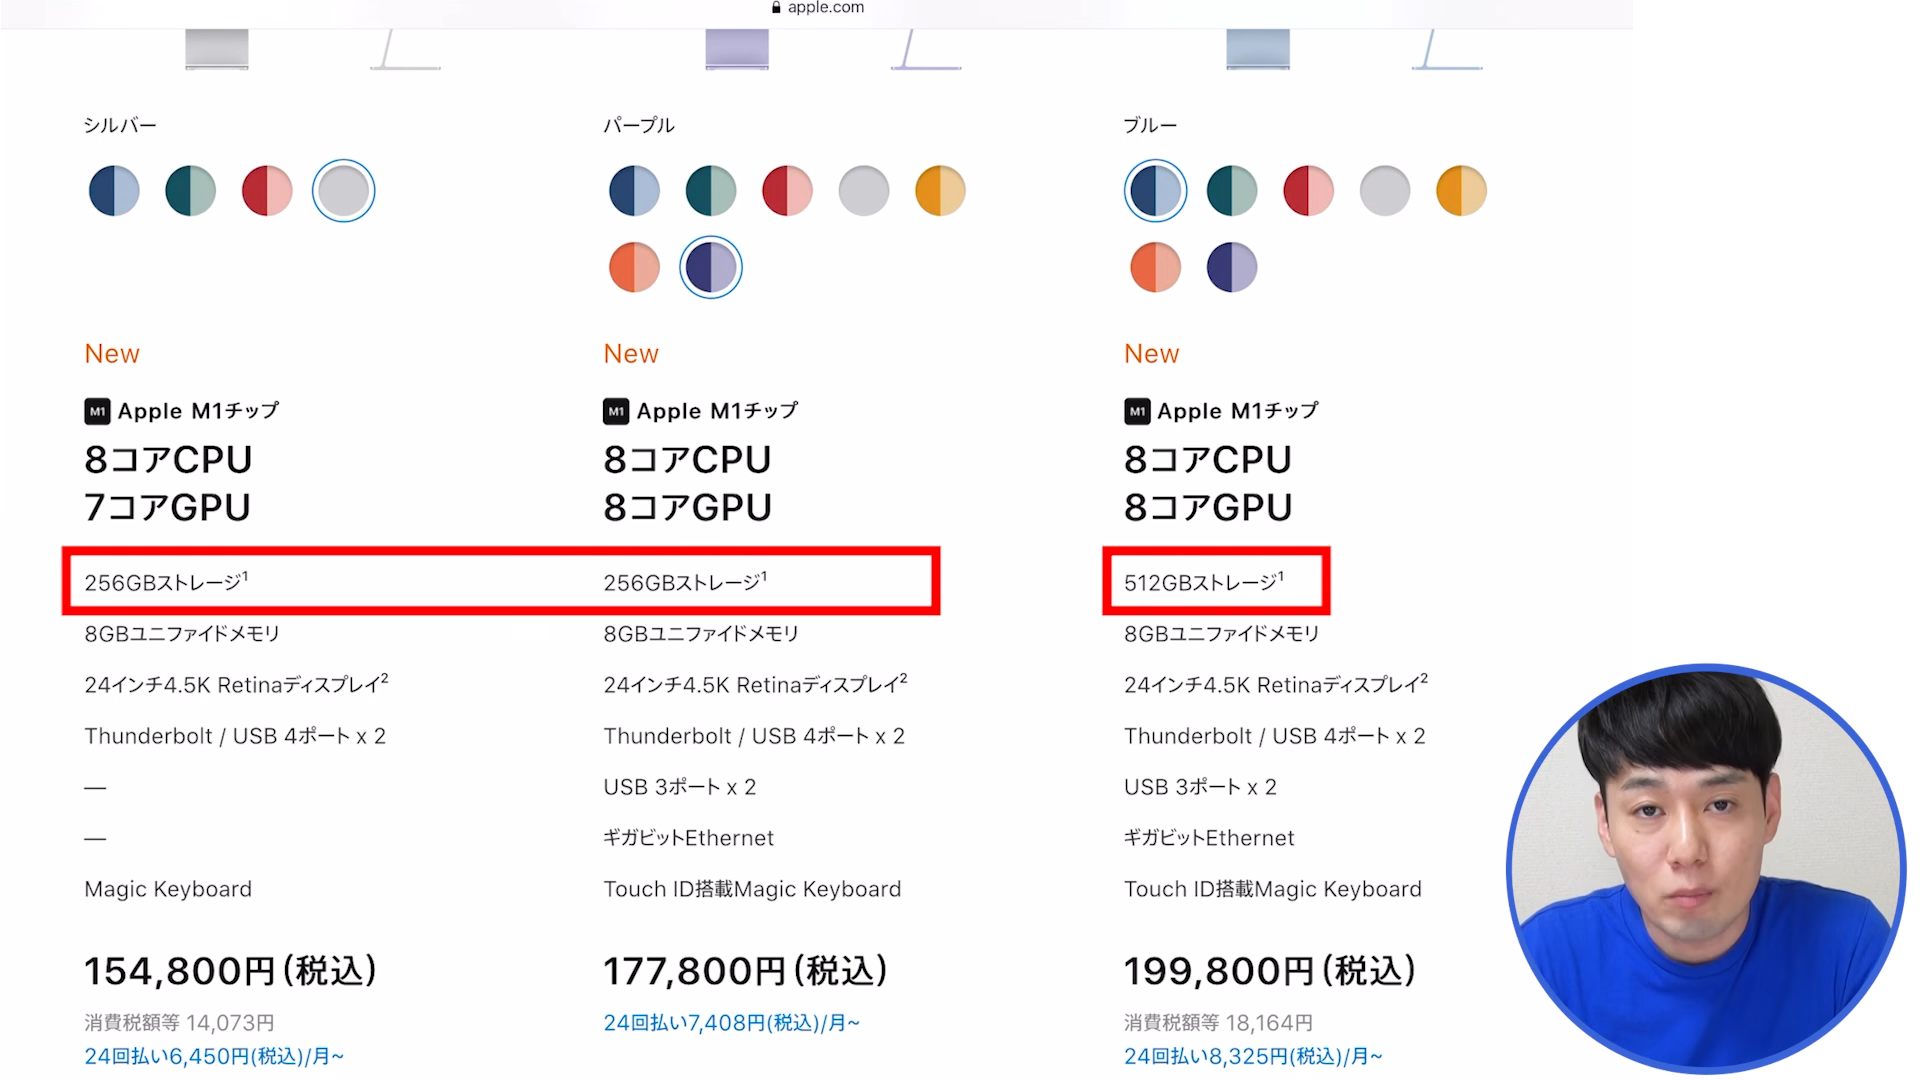 apple.com
シルバー
New
M1 Apple M1チップ
8コアCPU
7コアGPU
256GBストレージ1
8GBユニファイドメモリ
24インチ4.5K Retinaディスプレイ2
Thunderbolt / USB 4ポート x 2
—
—
Magic Keyboard
154,800円(税込)
消費税額等 14,073円
24回払い6,450円(税込)/月~
パープル
New
M1 Apple M1チップ
8コアCPU
8コアGPU
256GBストレージ1
8GBユニファイドメモリ
24インチ4.5K Retinaディスプレイ2
Thunderbolt / USB 4ポート x 2
USB 3ポート x 2
ギガビットEthernet
Touch ID搭載Magic Keyboard
177,800円(税込)
24回払い7,408円(税込)/月~
ブルー
New
M1 Apple M1チップ
8コアCPU
8コアGPU
512GBストレージ1
8GBユニファイドメモリ
24インチ4.5K Retinaディスプレイ2
Thunderbolt / USB 4ポート x 2
USB 3ポート x 2
ギガビットEthernet
Touch ID搭載Magic Keyboard
199,800円(税込)
消費税額等 18,164円
24回払い8,325円(税込)/月~